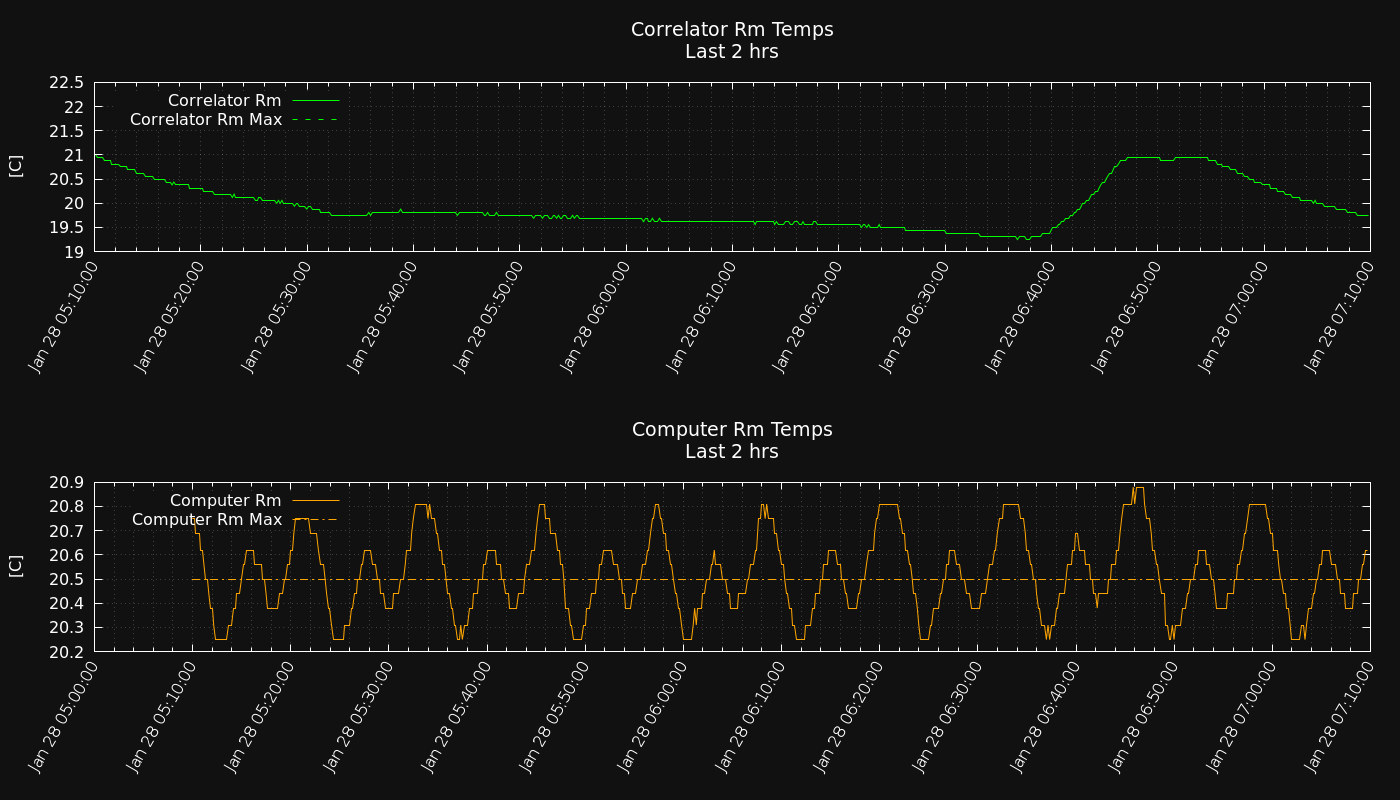 Correlator Rm Temps
Last 2 hrs
22.5
22
21.5
21
20.5
20
19.5
19
[C]
Correlator Rm
Correlator Rm Max
Jan 28 05:10:00
Jan 28 05:20:00
Jan 28 05:30:00
Jan 28 05:40:00
Jan 28 05:50:00
Jan 28 06:00:00
Jan 28 06:10:00
Jan 28 06:20:00
Jan 28 06:30:00
Jan 28 06:40:00
Jan 28 06:50:00
Jan 28 07:00:00
Jan 28 07:10:00
Computer Rm Temps
Last 2 hrs
20.9
20.8
20.7
20.6
20.5
20.4
20.3
20.2
[C]
Computer Rm
Computer Rm Max
Jan 28 05:00:00
Jan 28 05:10:00
Jan 28 05:20:00
Jan 28 05:30:00
Jan 28 05:40:00
Jan 28 05:50:00
Jan 28 06:00:00
Jan 28 06:10:00
Jan 28 06:20:00
Jan 28 06:30:00
Jan 28 06:40:00
Jan 28 06:50:00
Jan 28 07:00:00
Jan 28 07:10:00